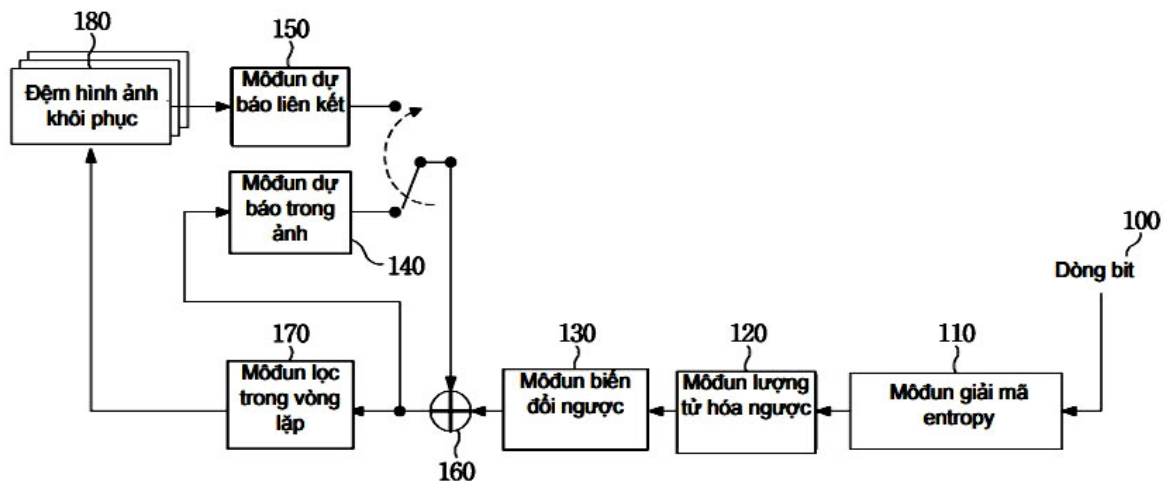 180
Đệm hình ảnh
khôi phục
150
Môđun dự
báo liên kết
Môđun dự
báo trong
ảnh
140
100
Dòng bit
170
Môđun lọc
trong vòng
lặp
160
130
Môđun biến
đổi ngược
120
Môđun lượng
tử hóa ngược
110
Môđun giải mã
entropy